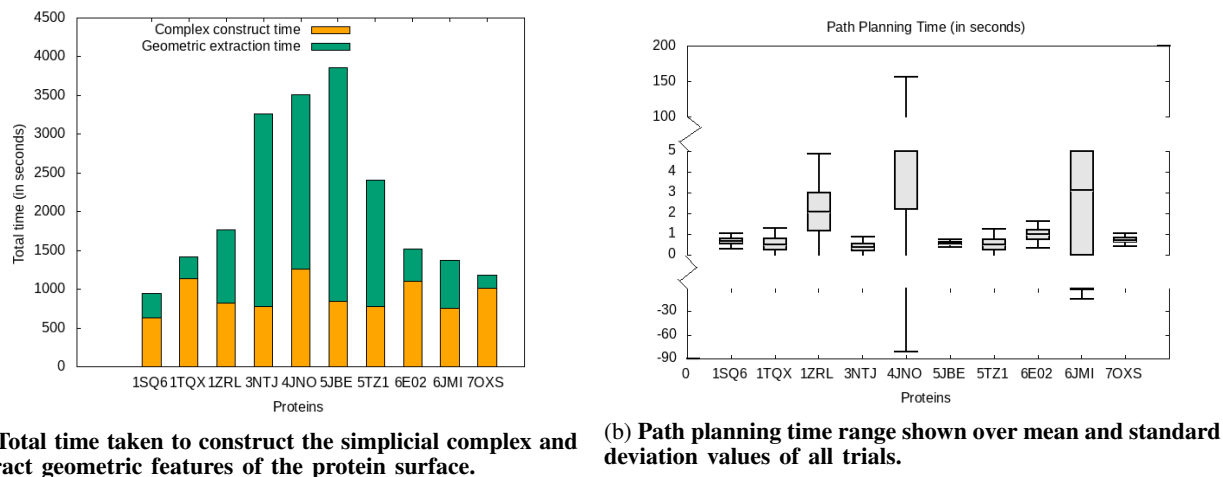 4500
4000
3500
3000
2500
2000
1500
1000
500
0
Total time (in seconds)
Complex construct time
Geometric extraction time
1SQ6 1TQX 1ZRL 3NTJ 4JNO 5JBE 5TZ1 6E02 6JMI 7OXS
Proteins
Total time taken to construct the simplicial complex and
ract geometric features of the protein surface.
Path Planning Time (in seconds)
200
150
100
5
4
3
2
1
0
-30
-60
-90
0 1SQ6 1TQX 1ZRL 3NTJ 4JNO 5JBE 5TZ1 6E02 6JMI 7OXS
Proteins
(b) Path planning time range shown over mean and standard
deviation values of all trials.